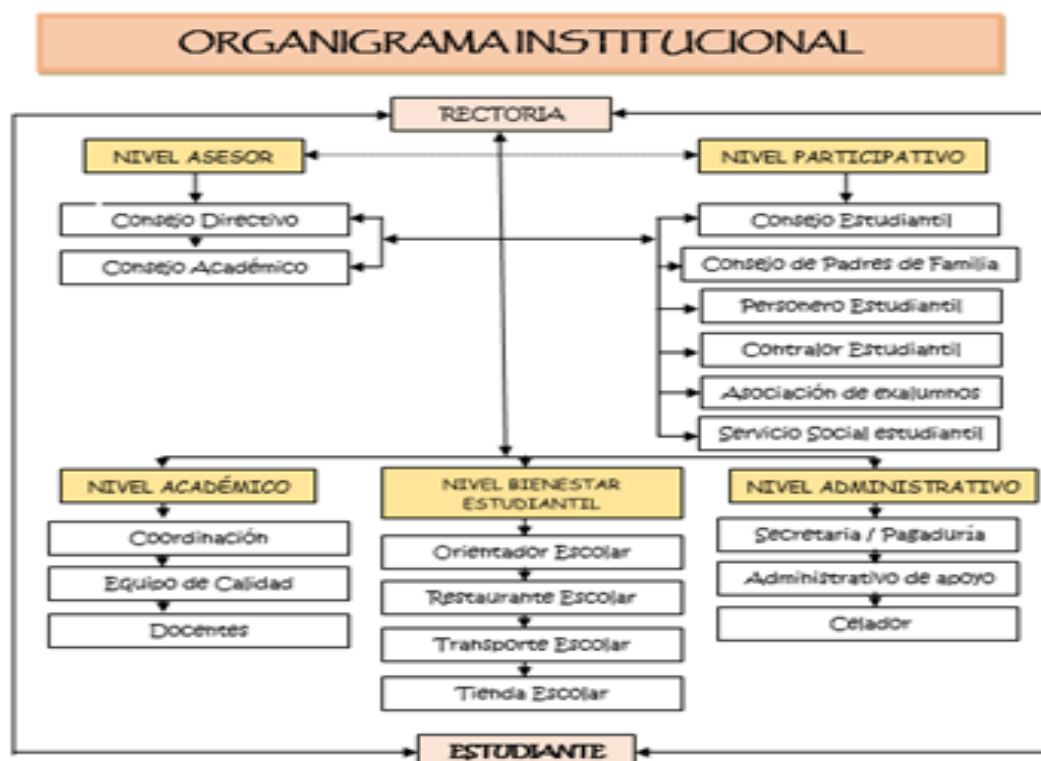 ORGANIGRAMA INSTITUCIONAL
RECTORIA
NIVEL ASESOR
NIVEL PARTICIPATIVO
Consejo Directivo
Consejo Académico
Consejo Estudiantil
Consejo de Padres de Familia
Personero Estudiantil
Contralor Estudiantil
Asociación de exalumnos
Servicio Social estudiantil
NIVEL ACADÉMICO
Coordinación
Equipo de Calidad
Docentes
NIVEL BIENESTAR
ESTUDIANTIL
Orientador Escolar
Restaurante Escolar
Transporte Escolar
Tienda Escolar
NIVEL ADMINISTRATIVO
Secretaria / Pagaduría
Administrativo de apoyo
Celador
ESTUDIANTE